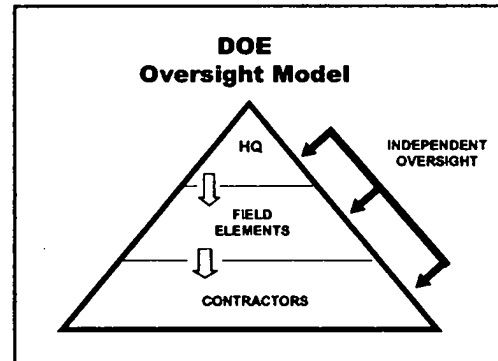 DOE
Oversight Model
HQ
INDEPENDENT
OVERSIGHT
FIELD
ELEMENTS
CONTRACTORS